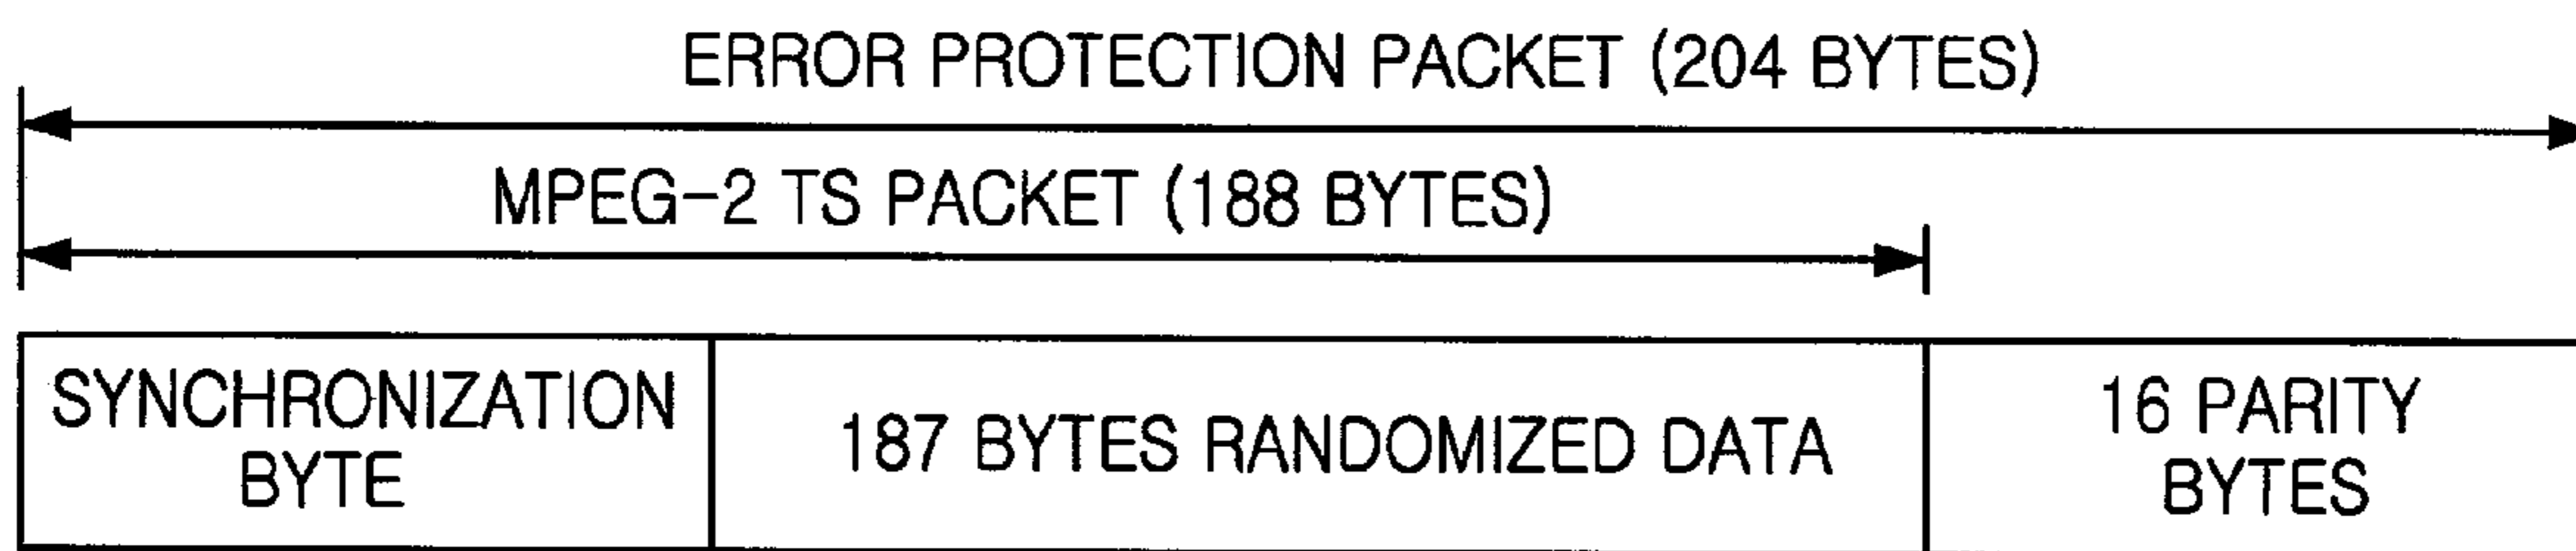 ERROR PROTECTION PACKET (204 BYTES)
MPEG-2 TS PACKET (188 BYTES)
SYNCHRONIZATION
BYTE
187 BYTES RANDOMIZED DATA
16 PARITY
BYTES